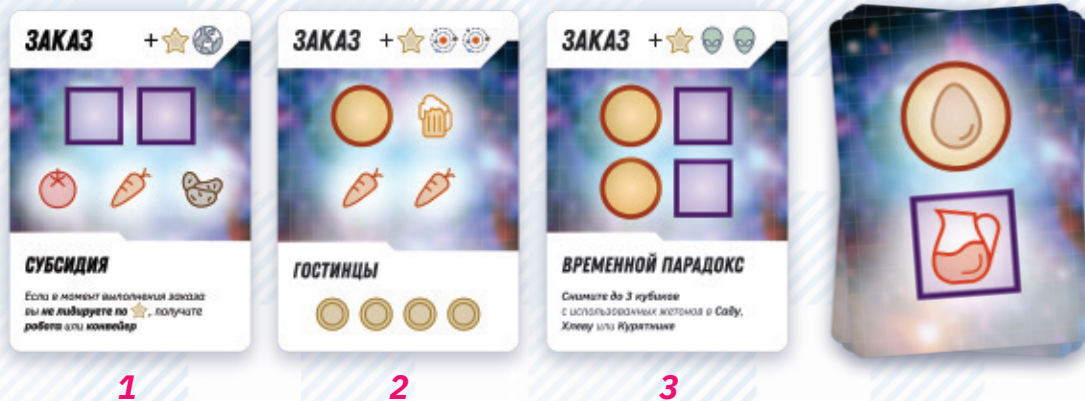 ЗАКАЗ +
ЗАКАЗ +
ЗАКАЗ +
СУБСИДИЯ
Если в момент выполнения заказа
вы не лидируете по , получите
робота или конвейер
ГОСТИНЦЫ
ВРЕМЕННОЙ ПАРАДОКС
Снимите до 3 кубиков
с использованных жетонов в Саду,
Хлеву или Курятнике
1
2
3